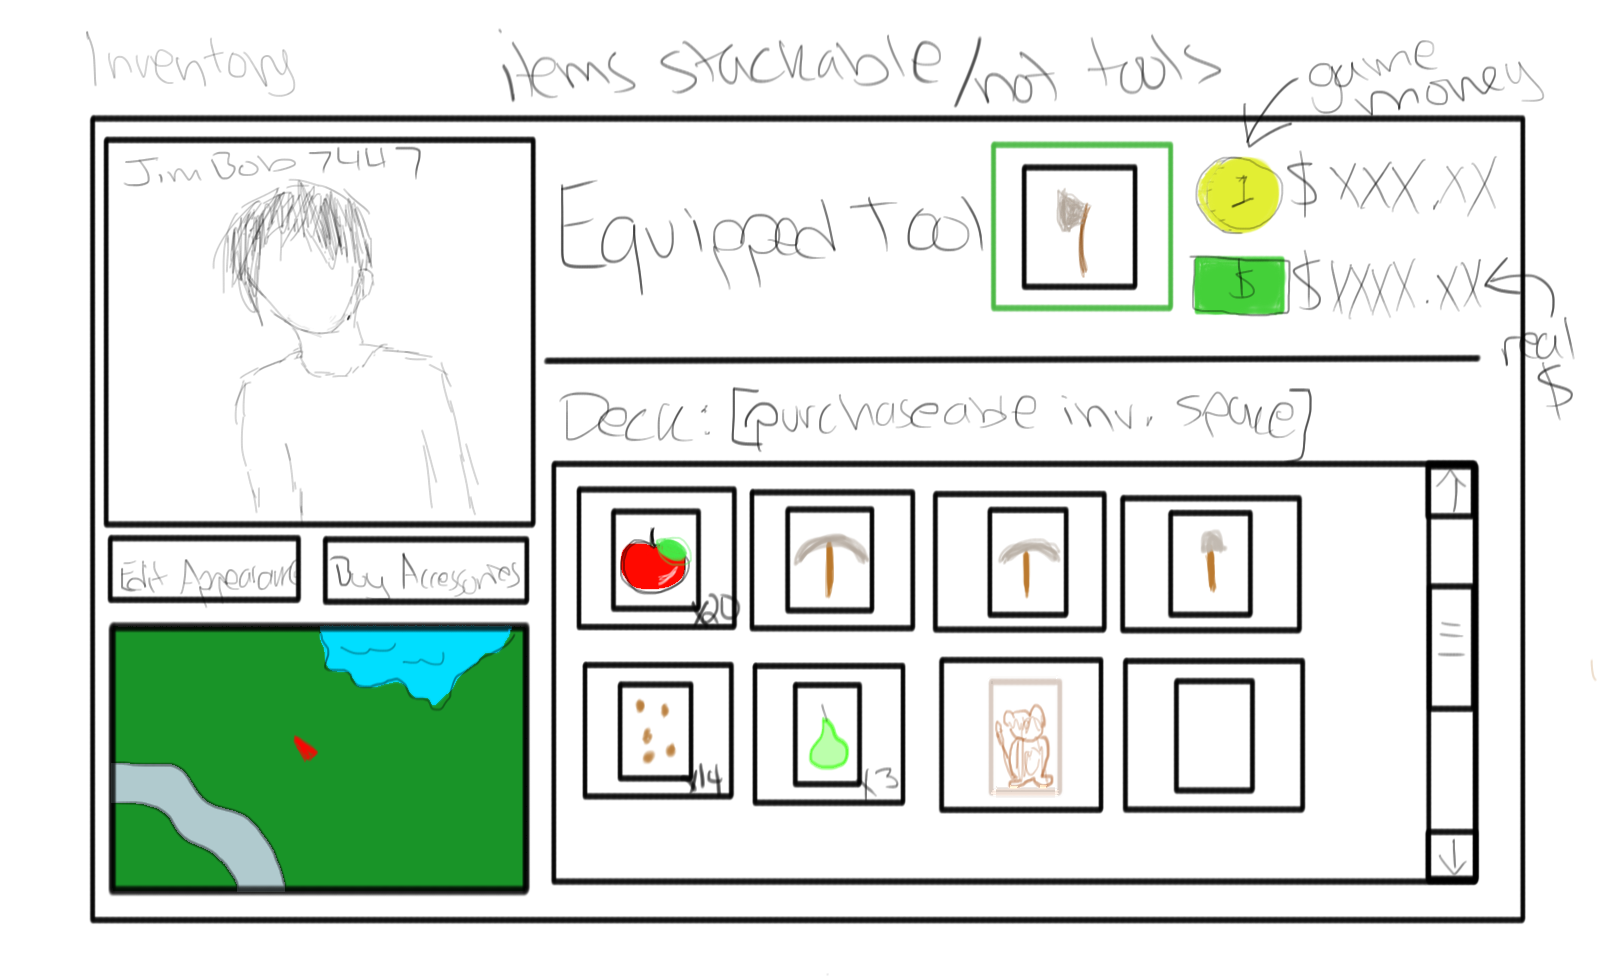 Inventory
items stackable/not tools
game
money
JimBob7447
Equipped Tool
1
$XXX.XX
$
$XXXX.XX
real
$
Deck: [purchaseable inv. space]
Edit Appearance
Buy Accessories
x20
x14
x3